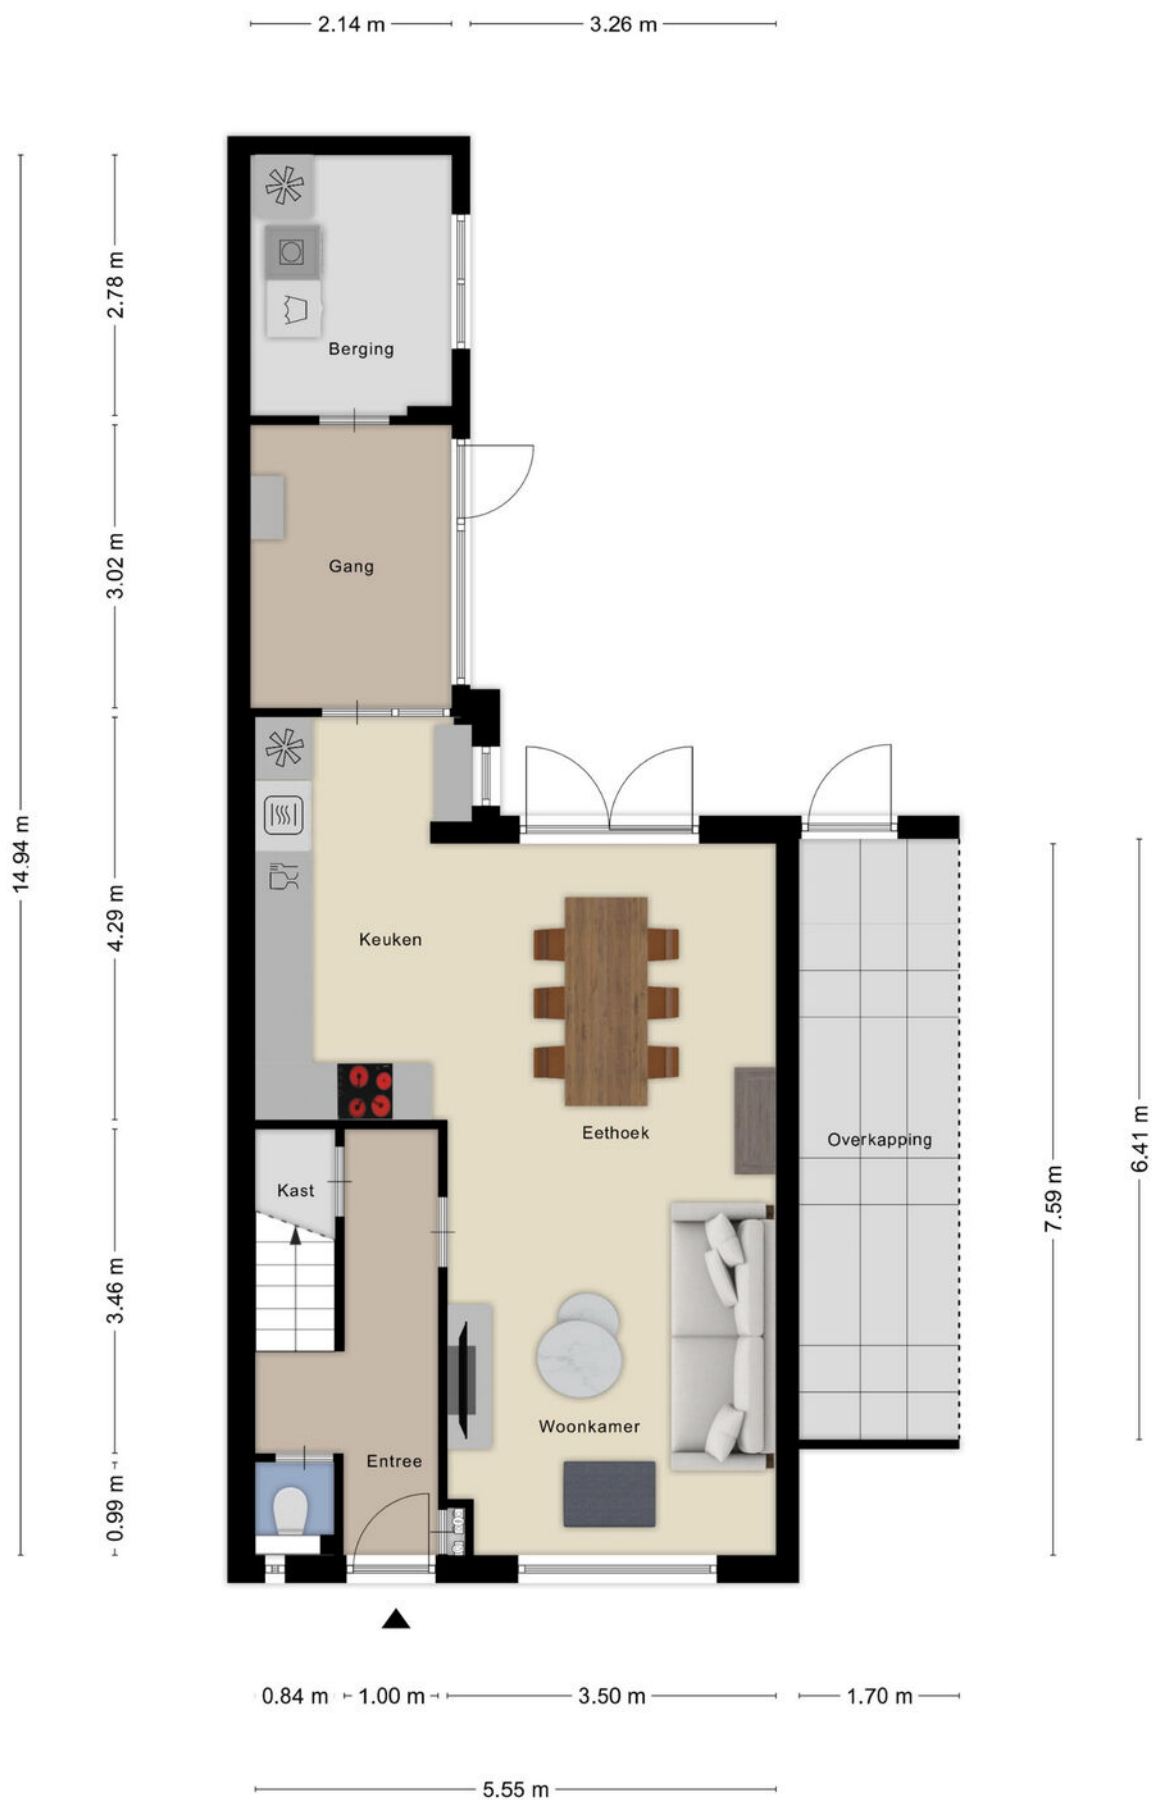 2.14 m
3.26 m
14.94 m
2.78 m
3.02 m
4.29 m
3.46 m
0.99 m
Berging
Gang
Keuken
Eethoek
Overkapping
Kast
Woonkamer
Entree
7.59 m
6.41 m
0.84 m
1.00 m
3.50 m
1.70 m
5.55 m